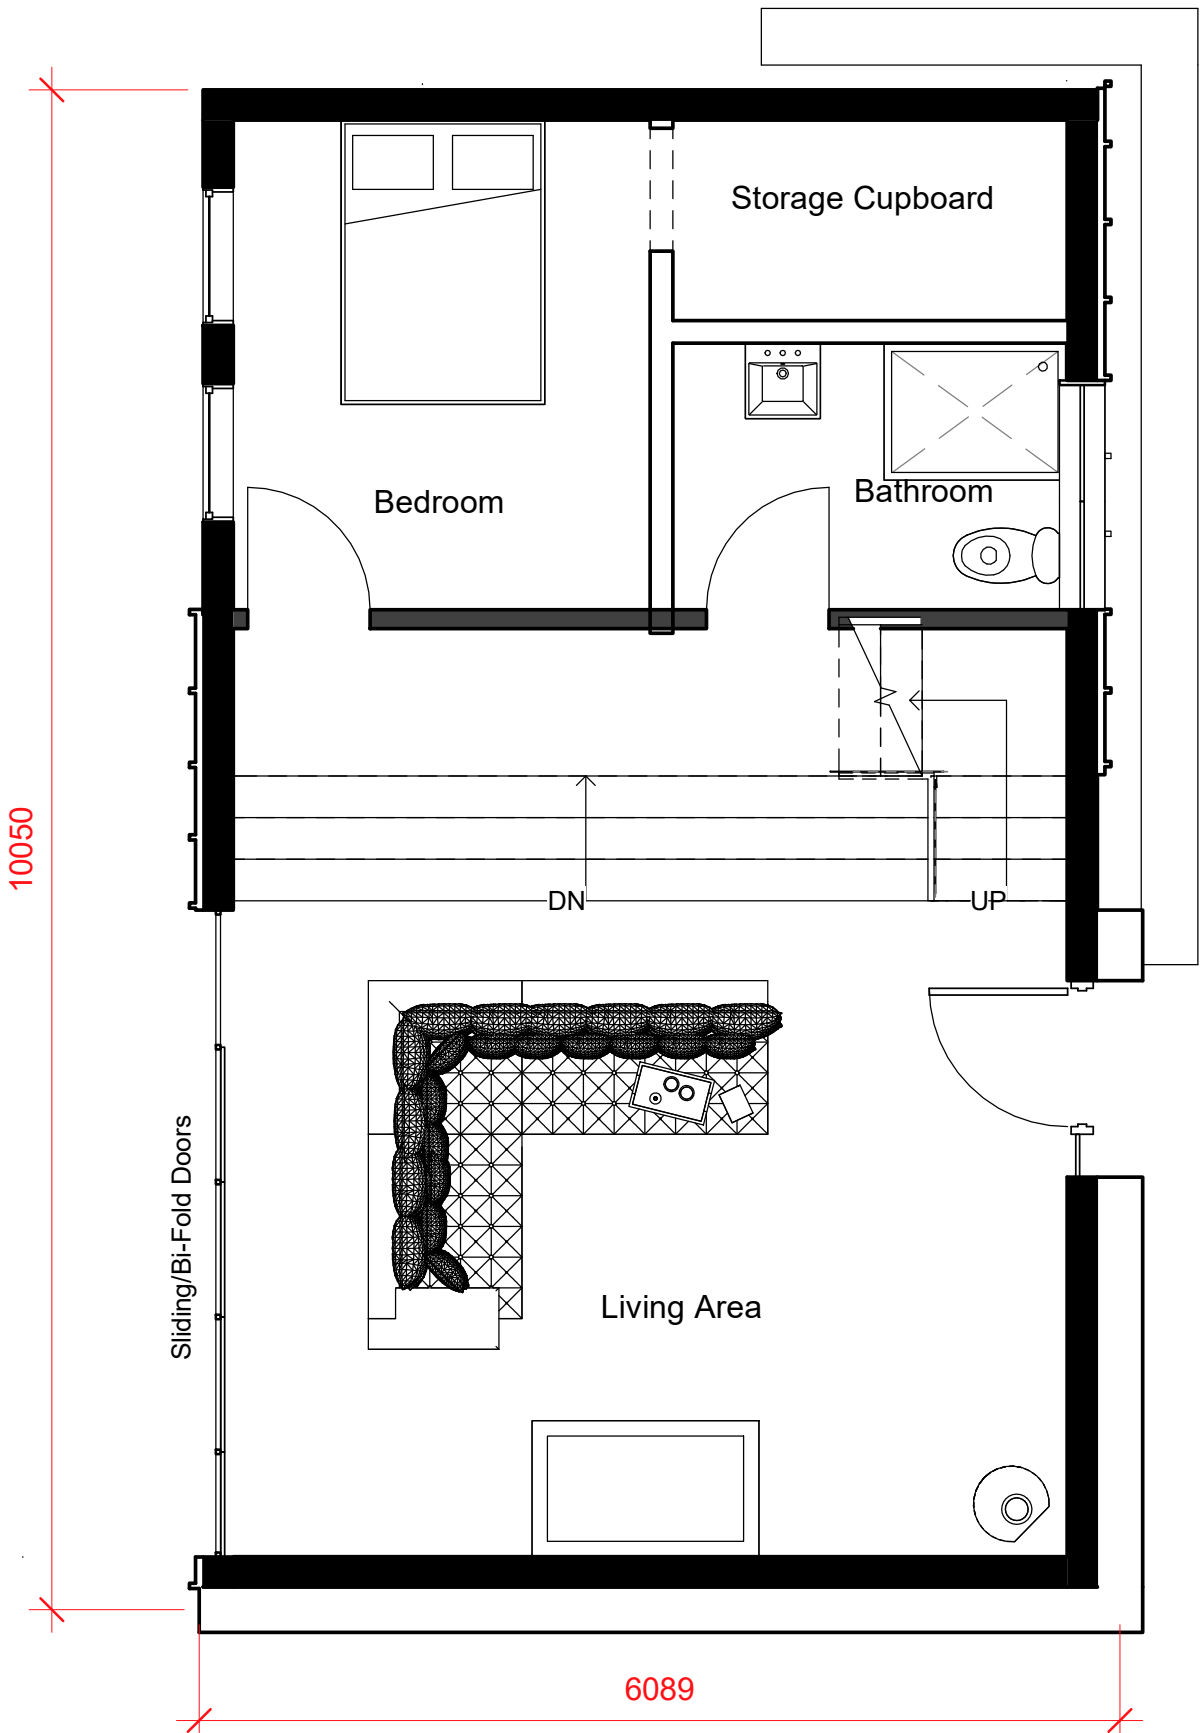 Storage Cupboard
Bedroom
Bathroom
10050
DN
UP
Sliding/Bi-Fold Doors
Living Area
6089